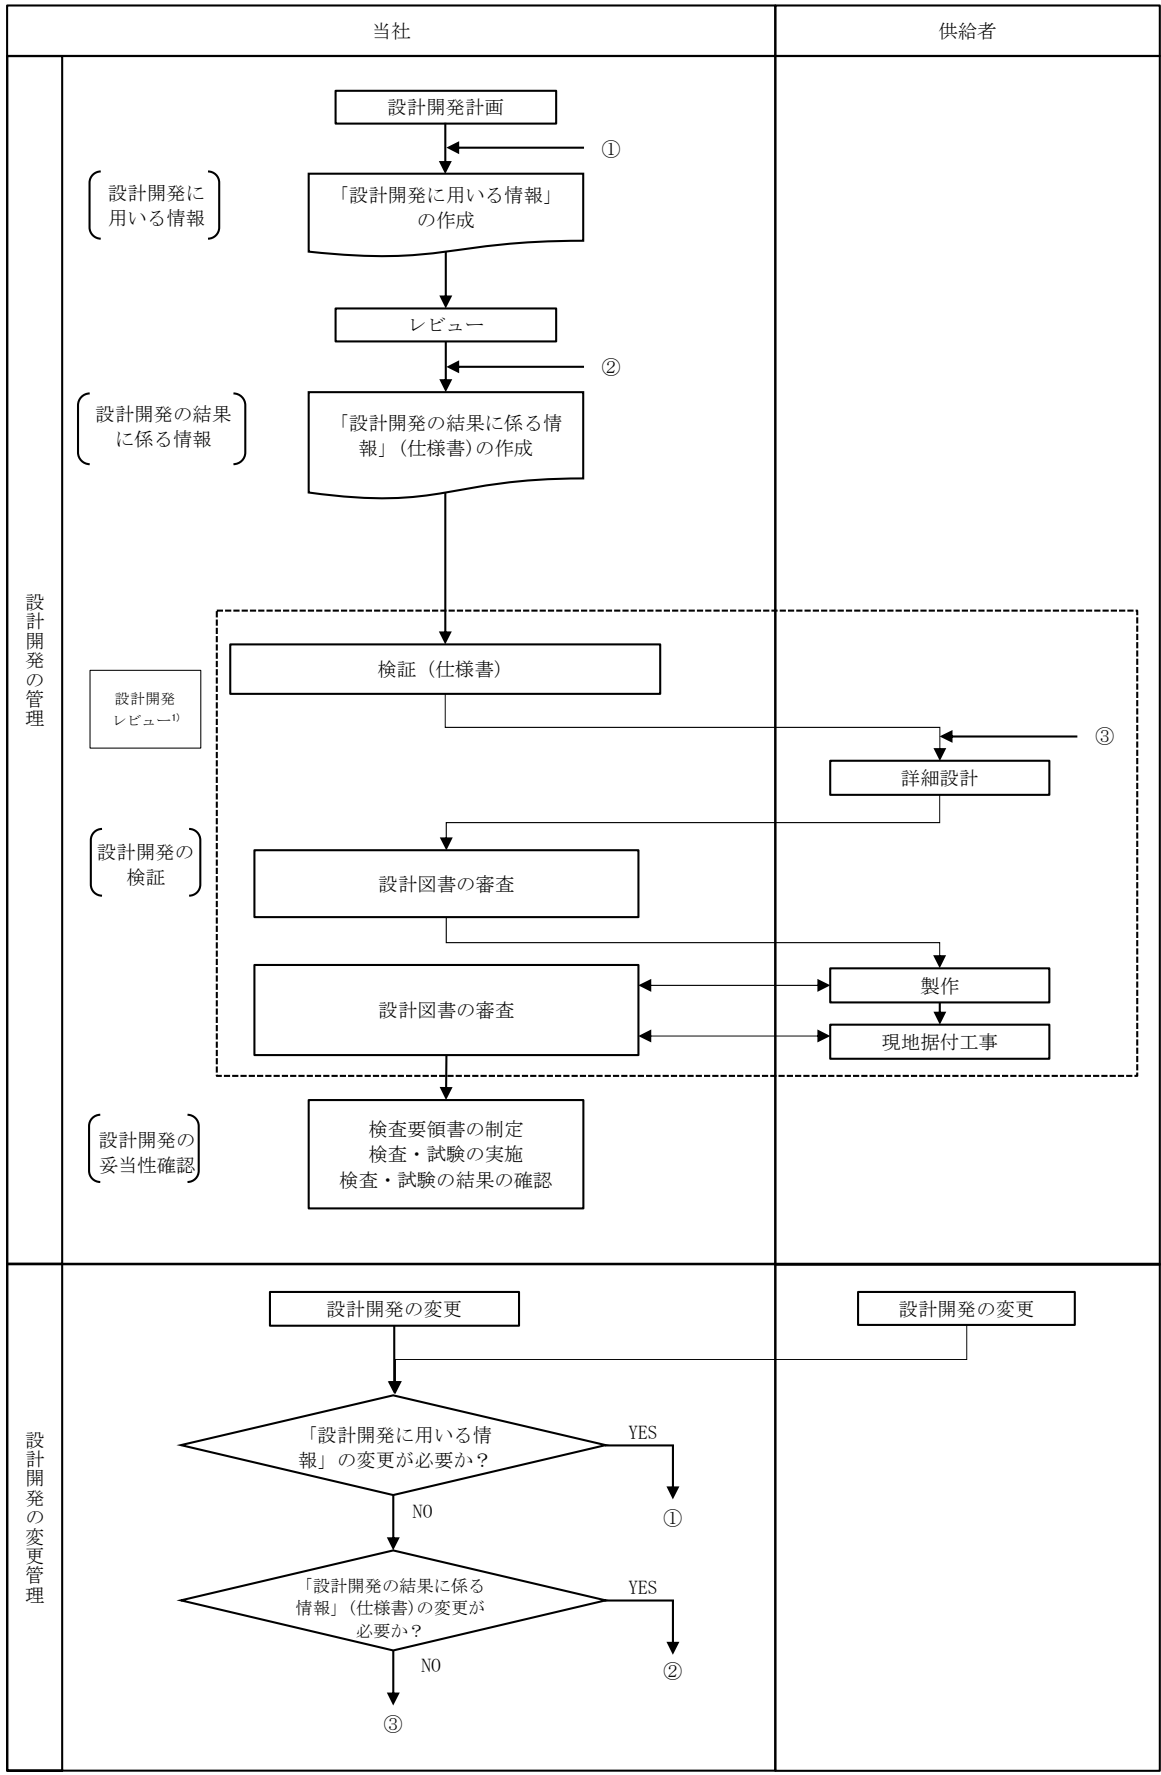 当社
供給者
設計開発の管理
設計開発計画
①
設計開発に
用いる情報
「設計開発に用いる情報」
の作成
レビュー
②
設計開発の結果
に係る情報
「設計開発の結果に係る情
報」(仕様書)の作成
検証（仕様書）
設計開発
レビュー¹⁾
③
詳細設計
設計開発の
検証
設計図書の審査
設計図書の審査
製作
現地据付工事
設計開発の
妥当性確認
検査要領書の制定
検査・試験の実施
検査・試験の結果の確認
設計開発の変更管理
設計開発の変更
設計開発の変更
「設計開発に用いる情
報」の変更が必要か？
YES
①
NO
「設計開発の結果に係る
情報」(仕様書)の変更が
必要か？
YES
②
NO
③